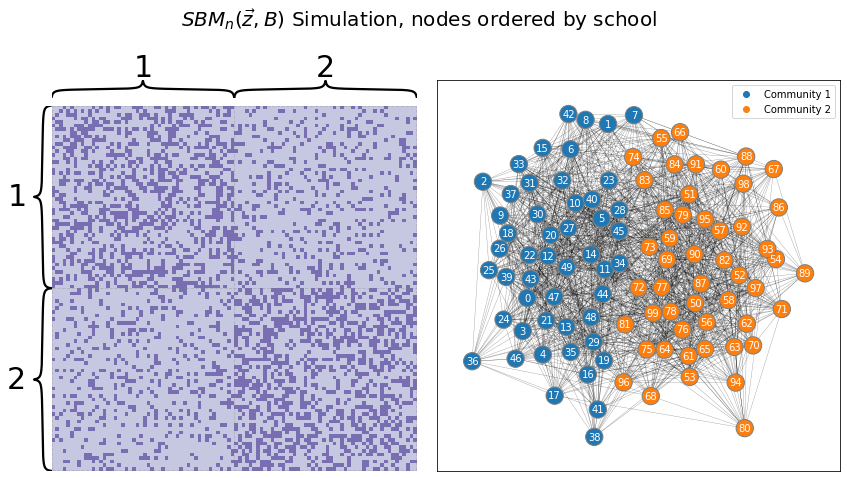 $SBM_n(\vec{z}, B)$ Simulation, nodes ordered by school
1 2
1
2
Community 1
Community 2
42 8 1 7
66
55
15 6 74 88
33 84 91 60 67
2 31 32 23 83 98
37 10 40 51
9 30 5 28 85 79 95 86
18 20 27 45 59 57 92
26 22 12 14 73 69 90 82 93 54
25 39 43 49 11 34 52 89
0 47 44 72 77 87 97
24 21 13 48 99 78 50 58 71
3 81 76 56 62
36 46 4 35 29 19 75 64 61 65 63 70
16 96 53 94
17 68
41
38 80